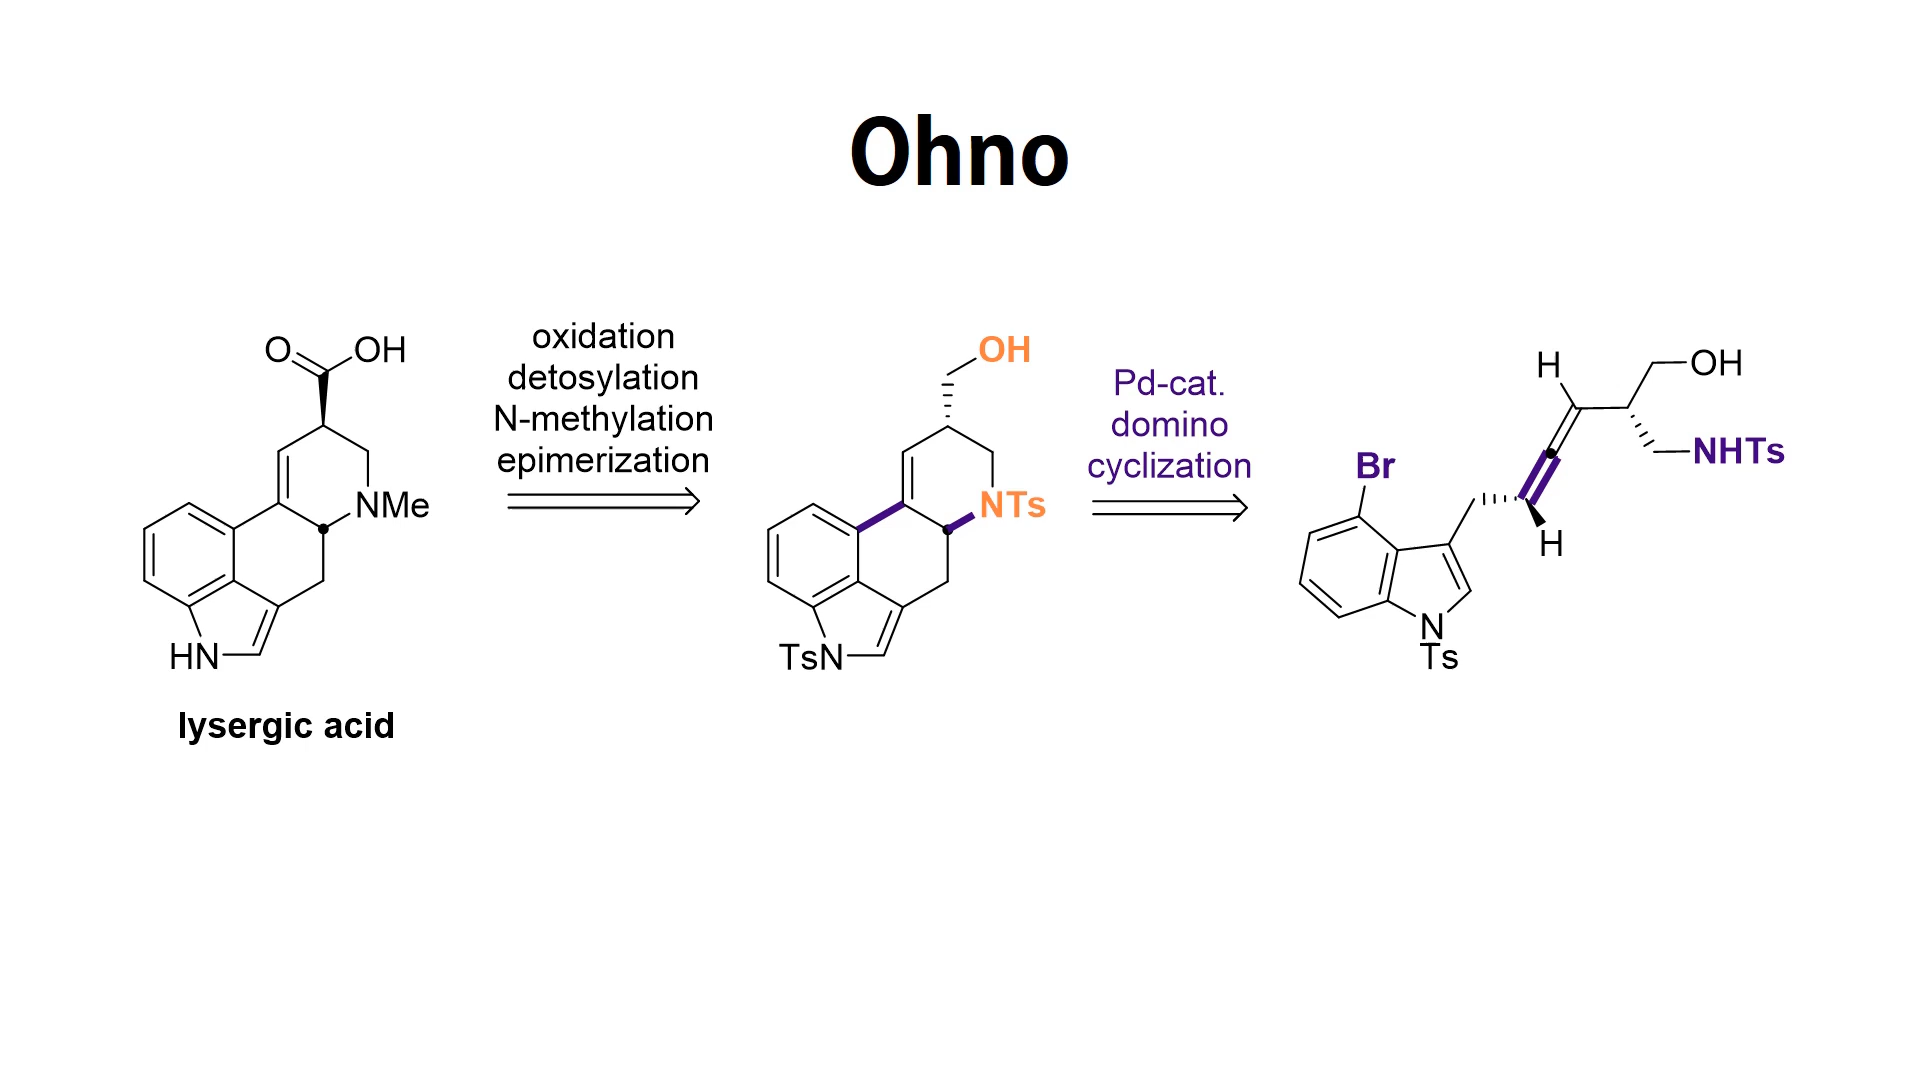 Ohno
O OH
NMe
HN
lysergic acid
oxidation
detosylation
N-methylation
epimerization
OH
NTs
TsN
Pd-cat.
domino
cyclization
H
OH
NHTs
Br
H
N
Ts